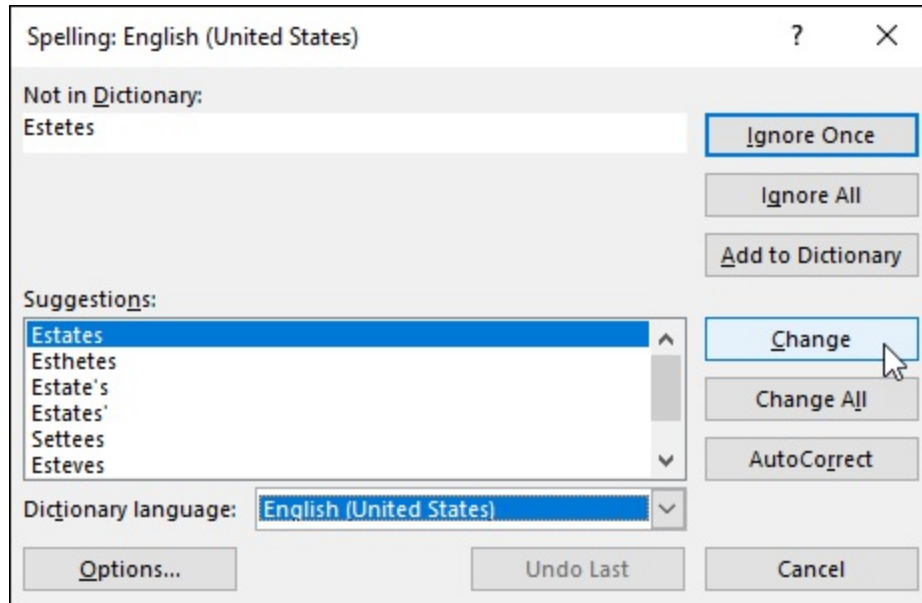 Spelling: English (United States)
?
Not in Dictionary:
Estetes
Ignore Once
Ignore All
Add to Dictionary
Suggestions:
Estates
Esthetes
Estate's
Estates'
Settees
Esteves
Change
Change All
AutoCorrect
Dictionary language: English (United States)
Options... Undo Last Cancel